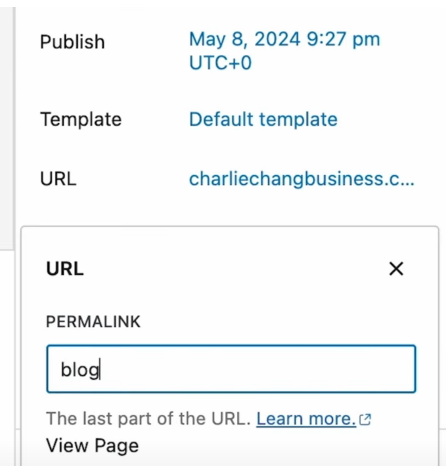 Publish May 8, 2024 9:27 pm
UTC+0
Template Default template
URL charliechangbusiness.c...
URL
PERMALINK
blog
The last part of the URL. Learn more.
View Page